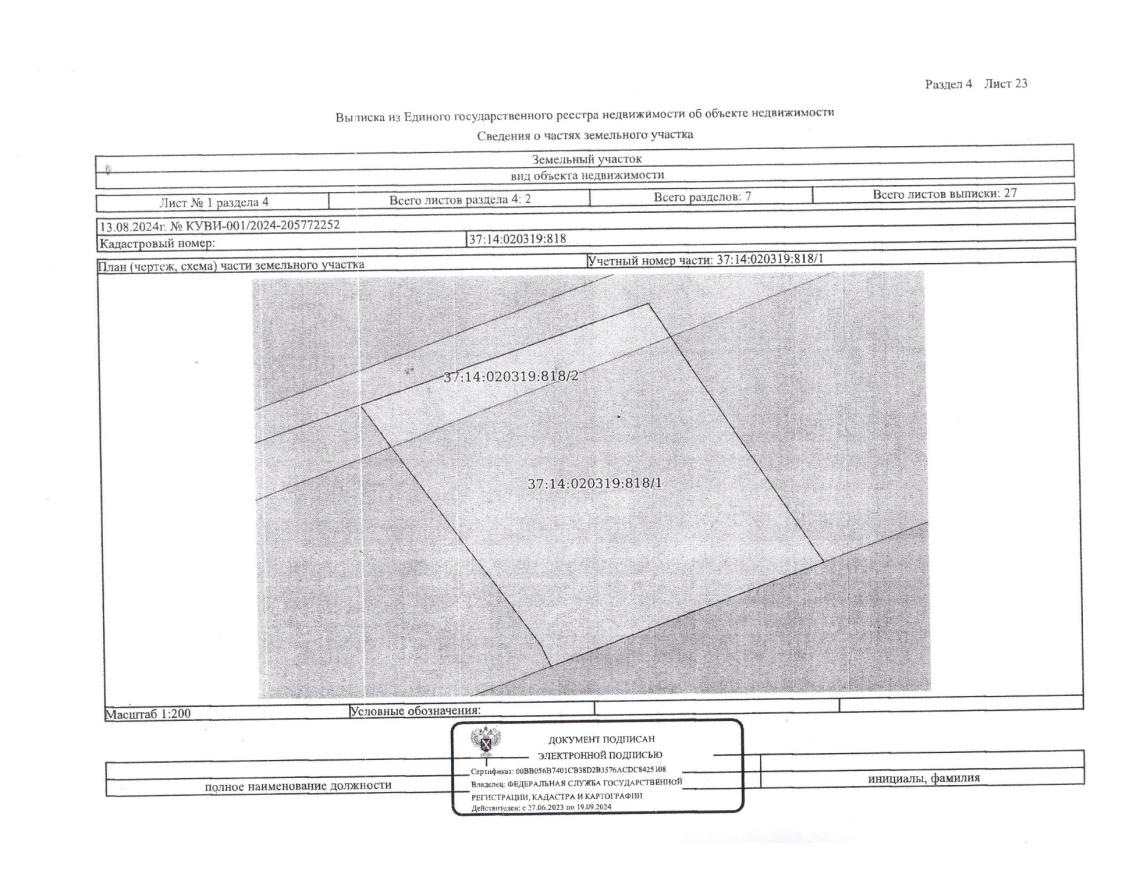 Раздел 4 Лист 23
Выписка из Единого государственного реестра недвижимости об объекте недвижимости
Сведения о частях земельного участка
Земельный участок
вид объекта недвижимости
Лист № 1 раздела 4 Всего листов раздела 4: 2 Всего разделов: 7 Всего листов выписки: 27
13.08.2024г. № КУВИ-001/2024-205772252
Кадастровый номер: 37:14:020319:818
План (чертеж, схема) части земельного участка Учетный номер части: 37:14:020319:818/1
37:14:020319:818/2
37:14:020319:818/1
Масштаб 1:200 Условные обозначения:
ДОКУМЕНТ ПОДПИСАН
ЭЛЕКТРОННОЙ ПОДПИСЬЮ
Сертификат: 00BB056B7401CB38D2B3576ACDC8425108
Владелец: ФЕДЕРАЛЬНАЯ СЛУЖБА ГОСУДАРСТВЕННОЙ
РЕГИСТРАЦИИ, КАДАСТРА И КАРТОГРАФИИ
Действителен: с 27.06.2023 по 19.09.2024
полное наименование должности инициалы, фамилия